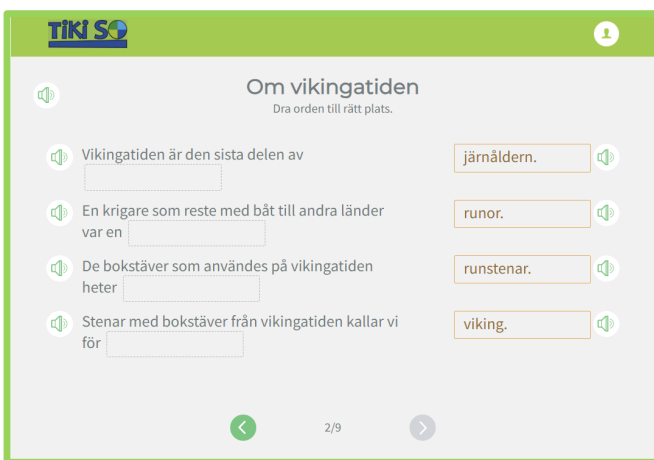 TiKi SO
Om vikingatiden
Dra orden till rätt plats.
Vikingatiden är den sista delen av
järnåldern.
En krigare som reste med båt till andra länder
var en
runor.
De bokstäver som användes på vikingatiden
heter
runstenar.
Stenar med bokstäver från vikingatiden kallar vi
för
viking.
2/9